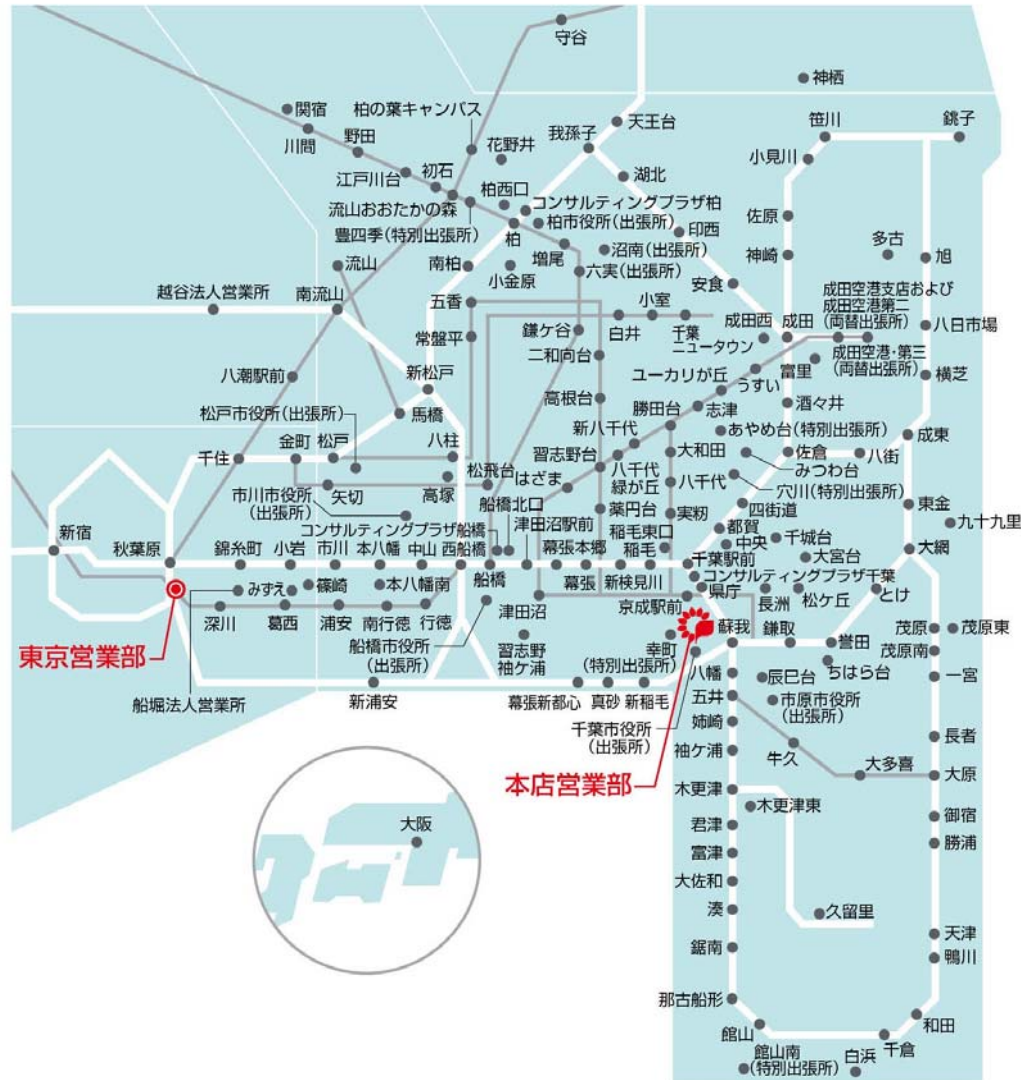 守谷
神栖
関宿
川間
柏の葉キャンパス
野田
花野井
我孫子
天王台
笹川
銚子
小見川
江戸川台
初石
湖北
柏西口
コンサルティングプラザ柏
流山おおたかの森
豊四季(特別出張所)
柏
柏市役所(出張所)
印西
佐原
増尾
沼南(出張所)
神崎
多古
旭
流山
南柏
小金原
六実(出張所)
安食
越谷法人営業所
南流山
五香
小室
成田空港支店および
成田空港第二
(両替出張所)
八日市場
常盤平
鎌ケ谷
白井
千葉
ニュータウン
成田西
成田
二和向台
成田空港・第三
(両替出張所)
八潮駅前
新松戸
ユーカリが丘
うすい
富里
横芝
高根台
勝田台
志津
酒々井
松戸市役所(出張所)
馬橋
新八千代
あやめ台(特別出張所)
成東
金町
松戸
八柱
習志野台
大和田
佐倉
八街
千住
松飛台
はざま
八千代
緑が丘
みつわ台
市川市役所
(出張所)
矢切
高塚
八千代
穴川(特別出張所)
船橋北口
薬円台
実籾
四街道
東金
新宿
秋葉原
コンサルティングプラザ船橋
津田沼駅前
稲毛東口
都賀
千城台
九十九里
錦糸町
小岩
市川
本八幡
中山
西船橋
幕張本郷
稲毛
中央
大宮台
大網
船橋
幕張
新検見川
千葉駅前
コンサルティングプラザ千葉
みずえ
篠崎
本八幡南
県庁
長洲
松ケ丘
とけ
深川
葛西
浦安
南行徳
行徳
津田沼
京成駅前
東京営業部
船橋市役所
(出張所)
習志野
袖ケ浦
幸町
(特別出張所)
蘇我
鎌取
誉田
茂原
茂原東
ちはら台
茂原南
船堀法人営業所
新浦安
幕張新都心
真砂
新稲毛
八幡
辰巳台
一宮
千葉市役所
(出張所)
五井
市原市役所
(出張所)
姉崎
長者
本店営業部
袖ケ浦
牛久
大多喜
大原
木更津
木更津東
御宿
大阪
君津
勝浦
富津
大佐和
湊
久留里
天津
鋸南
鴨川
那古船形
和田
館山
千倉
館山南
(特別出張所)
白浜